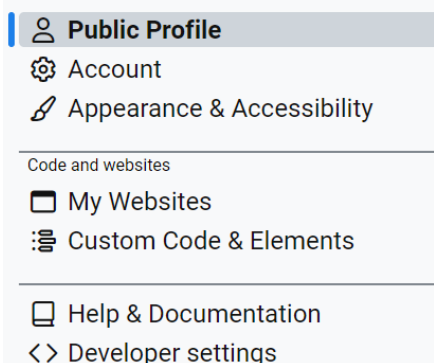 Public Profile
Account
Appearance & Accessibility
Code and websites
My Websites
Custom Code & Elements
Help & Documentation
Developer settings